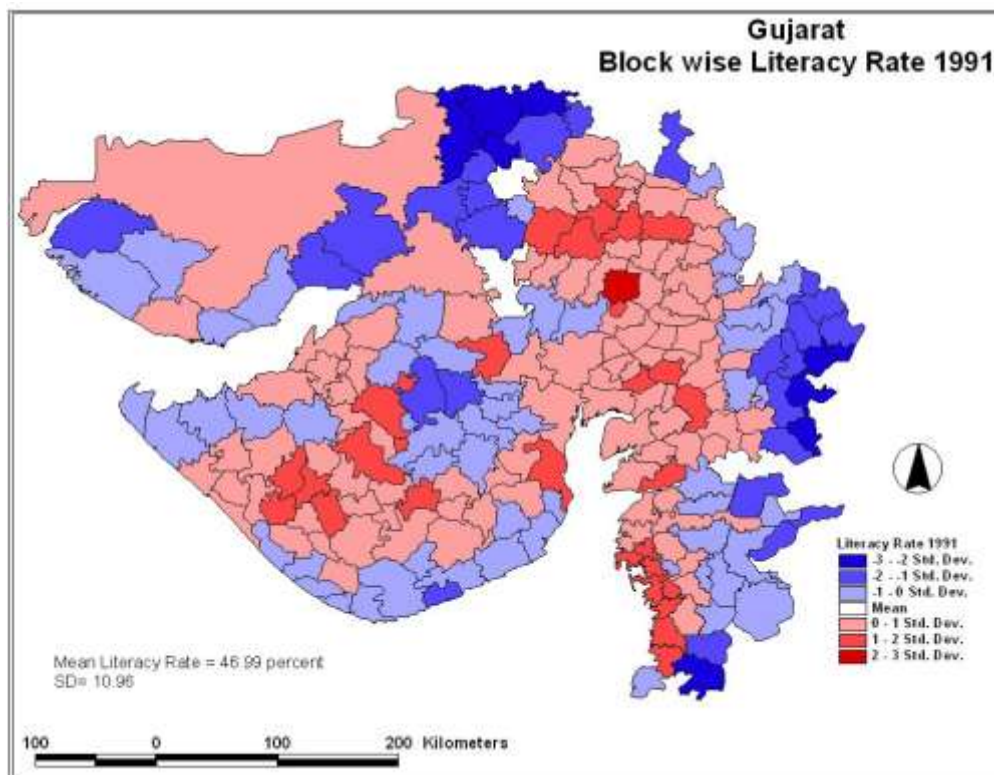 Gujarat
Block wise Literacy Rate 1991
Literacy Rate 1991
-3 - -2 Std. Dev.
-2 - -1 Std. Dev.
-1 - 0 Std. Dev.
Mean
0 - 1 Std. Dev.
1 - 2 Std. Dev.
2 - 3 Std. Dev.
Mean Literacy Rate = 46.99 percent
SD= 10.96
100 0 100 200 Kilometers